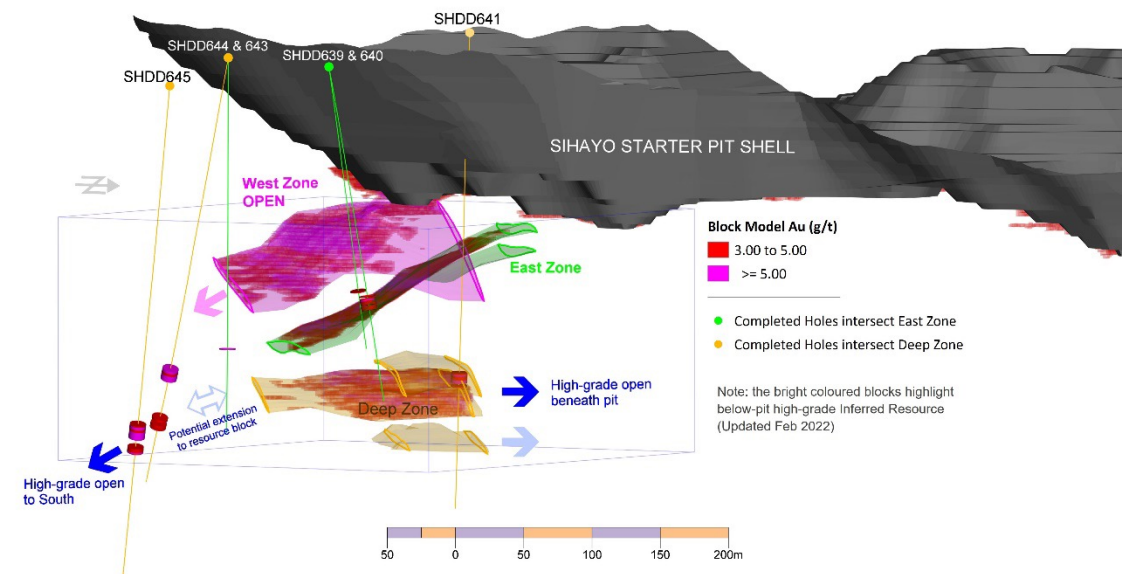 SHDD641
SHDD644 & 643
SHDD639 & 640
SHDD645
SIHAYO STARTER PIT SHELL
N
West Zone
OPEN
East Zone
Block Model Au (g/t)
3.00 to 5.00
>= 5.00
Completed Holes intersect East Zone
Completed Holes intersect Deep Zone
Note: the bright coloured blocks highlight
below-pit high-grade Inferred Resource
(Updated Feb 2022)
High-grade open
beneath pit
Deep Zone
Potential extension
to resource block
High-grade open
to South
50 0 50 100 150 200m